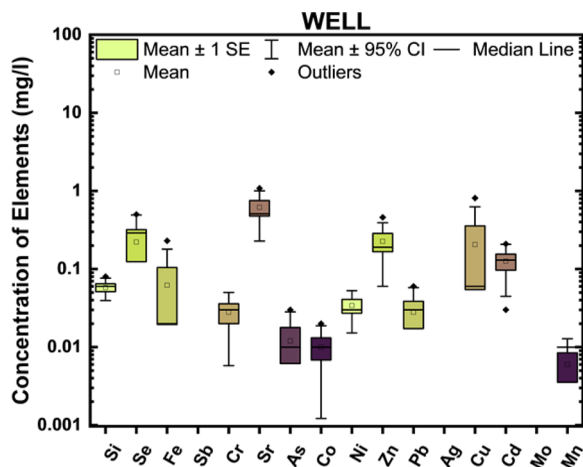 WELL
Mean ± 1 SE
Mean ± 95% CI
Median Line
Mean
Outliers
Concentration of Elements (mg/l)
100
10
1
0.1
0.01
0.001
Si
Se
Fe
Sb
Cr
Sr
As
Co
Ni
Zn
Pb
Ag
Cu
Cd
Mo
Mn